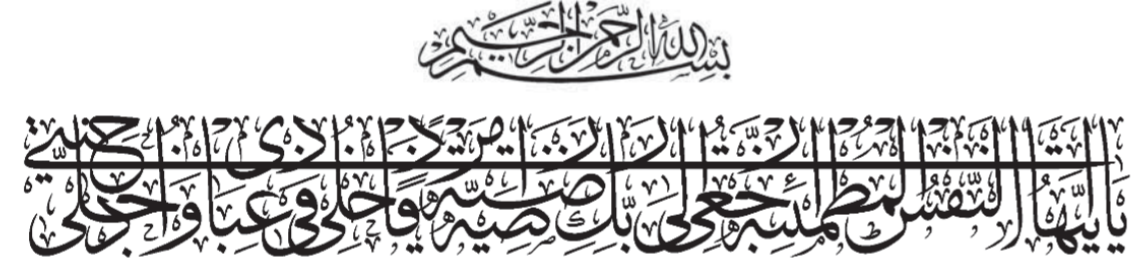 بسم الله الرحمن الرحيم
يا أيتها النفس المطمئنة ارجعي إلى ربك راضية مرضية فادخلي في عبادي وادخلي جنتي